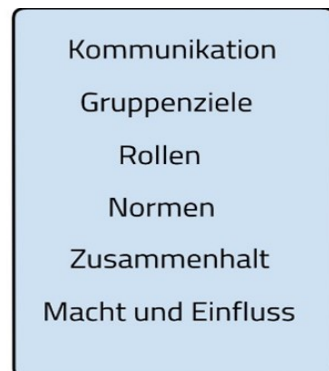 Kommunikation
Gruppenziele
Rollen
Normen
Zusammenhalt
Macht und Einfluss